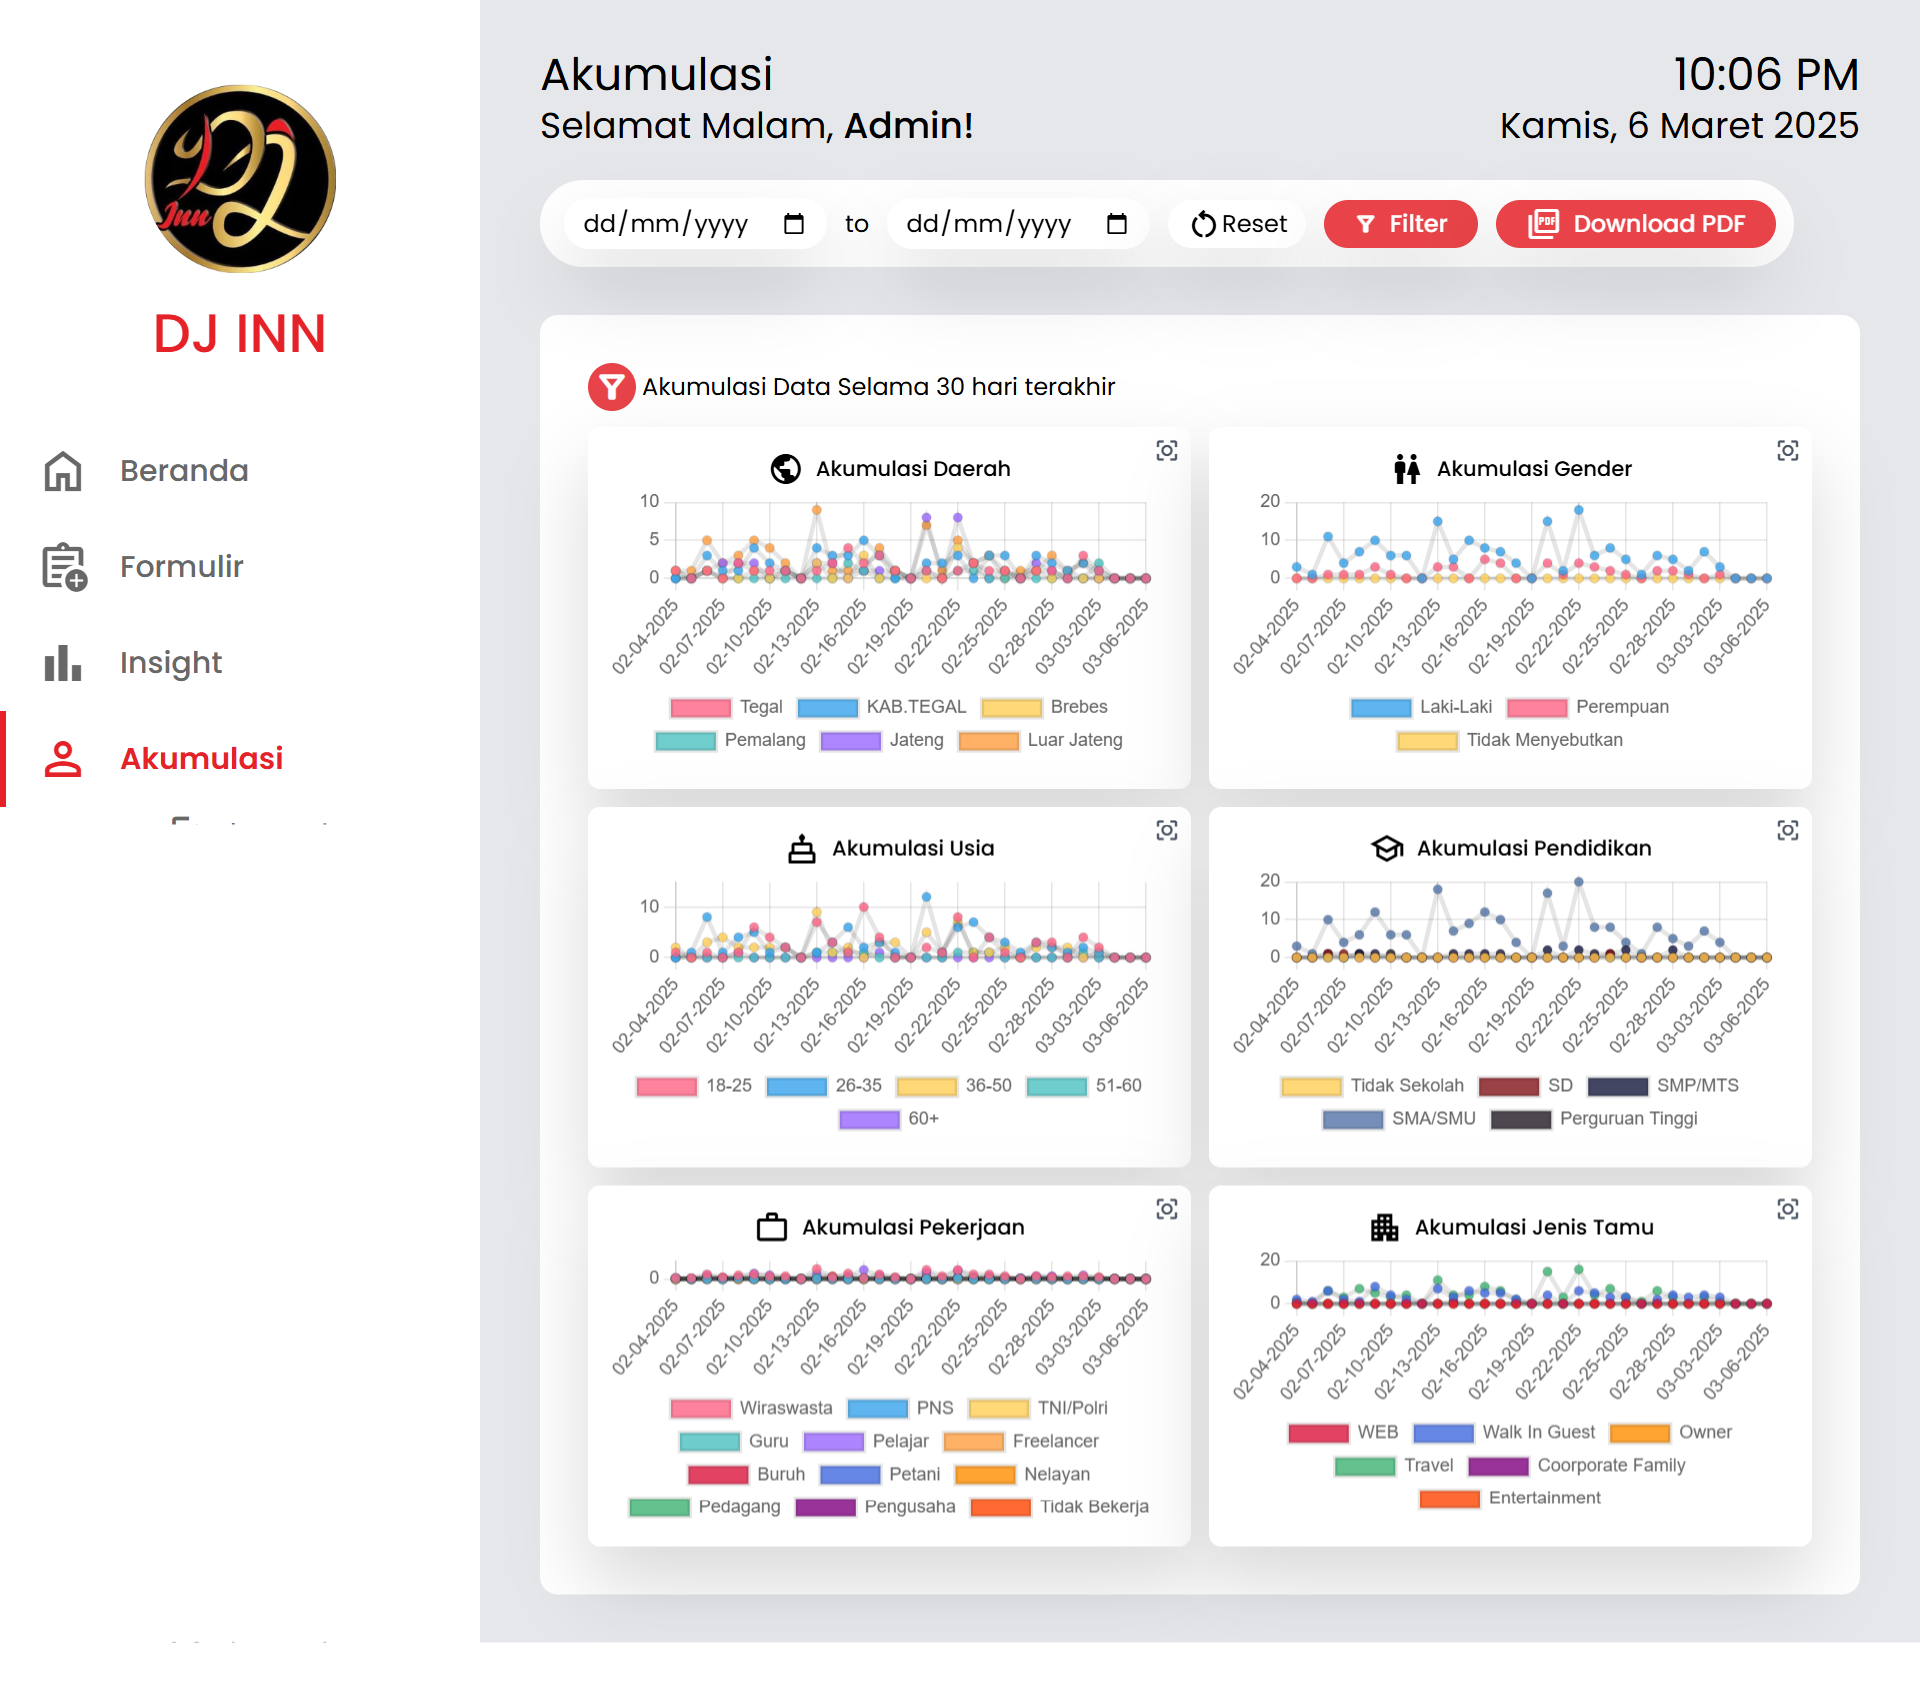 Inn
DJ INN
Beranda
Formulir
Insight
Akumulasi
Akumulasi
Selamat Malam, Admin!
10:06 PM
Kamis, 6 Maret 2025
dd/mm/yyyy to dd/mm/yyyy Reset Filter PDF Download PDF
Akumulasi Data Selama 30 hari terakhir
Akumulasi Daerah
10
5
0
02-04-2025 02-07-2025 02-10-2025 02-13-2025 02-16-2025 02-19-2025 02-22-2025 02-25-2025 02-28-2025 03-03-2025 03-06-2025
Tegal KAB.TEGAL Brebes
Pemalang Jateng Luar Jateng
Akumulasi Gender
20
10
0
02-04-2025 02-07-2025 02-10-2025 02-13-2025 02-16-2025 02-19-2025 02-22-2025 02-25-2025 02-28-2025 03-03-2025 03-06-2025
Laki-Laki Perempuan
Tidak Menyebutkan
Akumulasi Usia
10
0
02-04-2025 02-07-2025 02-10-2025 02-13-2025 02-16-2025 02-19-2025 02-22-2025 02-25-2025 02-28-2025 03-03-2025 03-06-2025
18-25 26-35 36-50 51-60
60+
Akumulasi Pendidikan
20
10
0
02-04-2025 02-07-2025 02-10-2025 02-13-2025 02-16-2025 02-19-2025 02-22-2025 02-25-2025 02-28-2025 03-03-2025 03-06-2025
Tidak Sekolah SD SMP/MTS
SMA/SMU Perguruan Tinggi
Akumulasi Pekerjaan
0
02-04-2025 02-07-2025 02-10-2025 02-13-2025 02-16-2025 02-19-2025 02-22-2025 02-25-2025 02-28-2025 03-03-2025 03-06-2025
Wiraswasta PNS TNI/Polri
Guru Pelajar Freelancer
Buruh Petani Nelayan
Pedagang Pengusaha Tidak Bekerja
Akumulasi Jenis Tamu
20
0
02-04-2025 02-07-2025 02-10-2025 02-13-2025 02-16-2025 02-19-2025 02-22-2025 02-25-2025 02-28-2025 03-03-2025 03-06-2025
WEB Walk In Guest Owner
Travel Coorporate Family
Entertainment